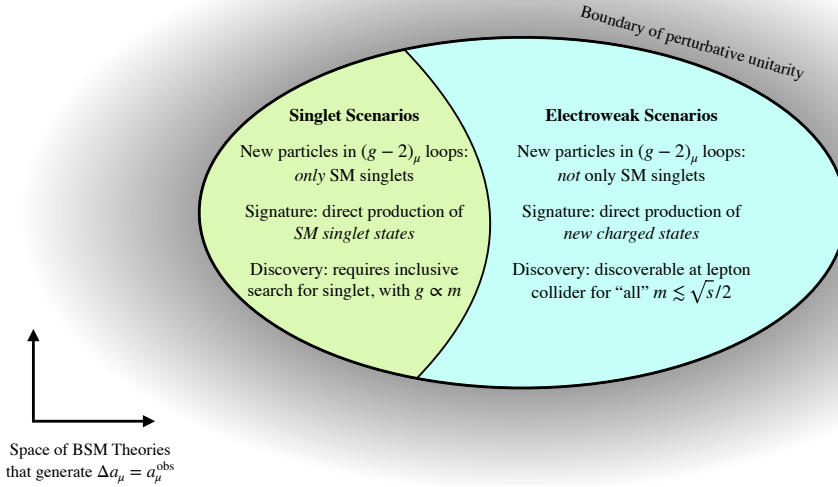 Boundary of perturbative unitarity
Singlet Scenarios
New particles in (g − 2)μ loops:
only SM singlets
Signature: direct production of
SM singlet states
Discovery: requires inclusive
search for singlet, with g ∝ m
Electroweak Scenarios
New particles in (g − 2)μ loops:
not only SM singlets
Signature: direct production of
new charged states
Discovery: discoverable at lepton
collider for “all” m ≲ √s/2
Space of BSM Theories
that generate Δaμ = aμ^obs